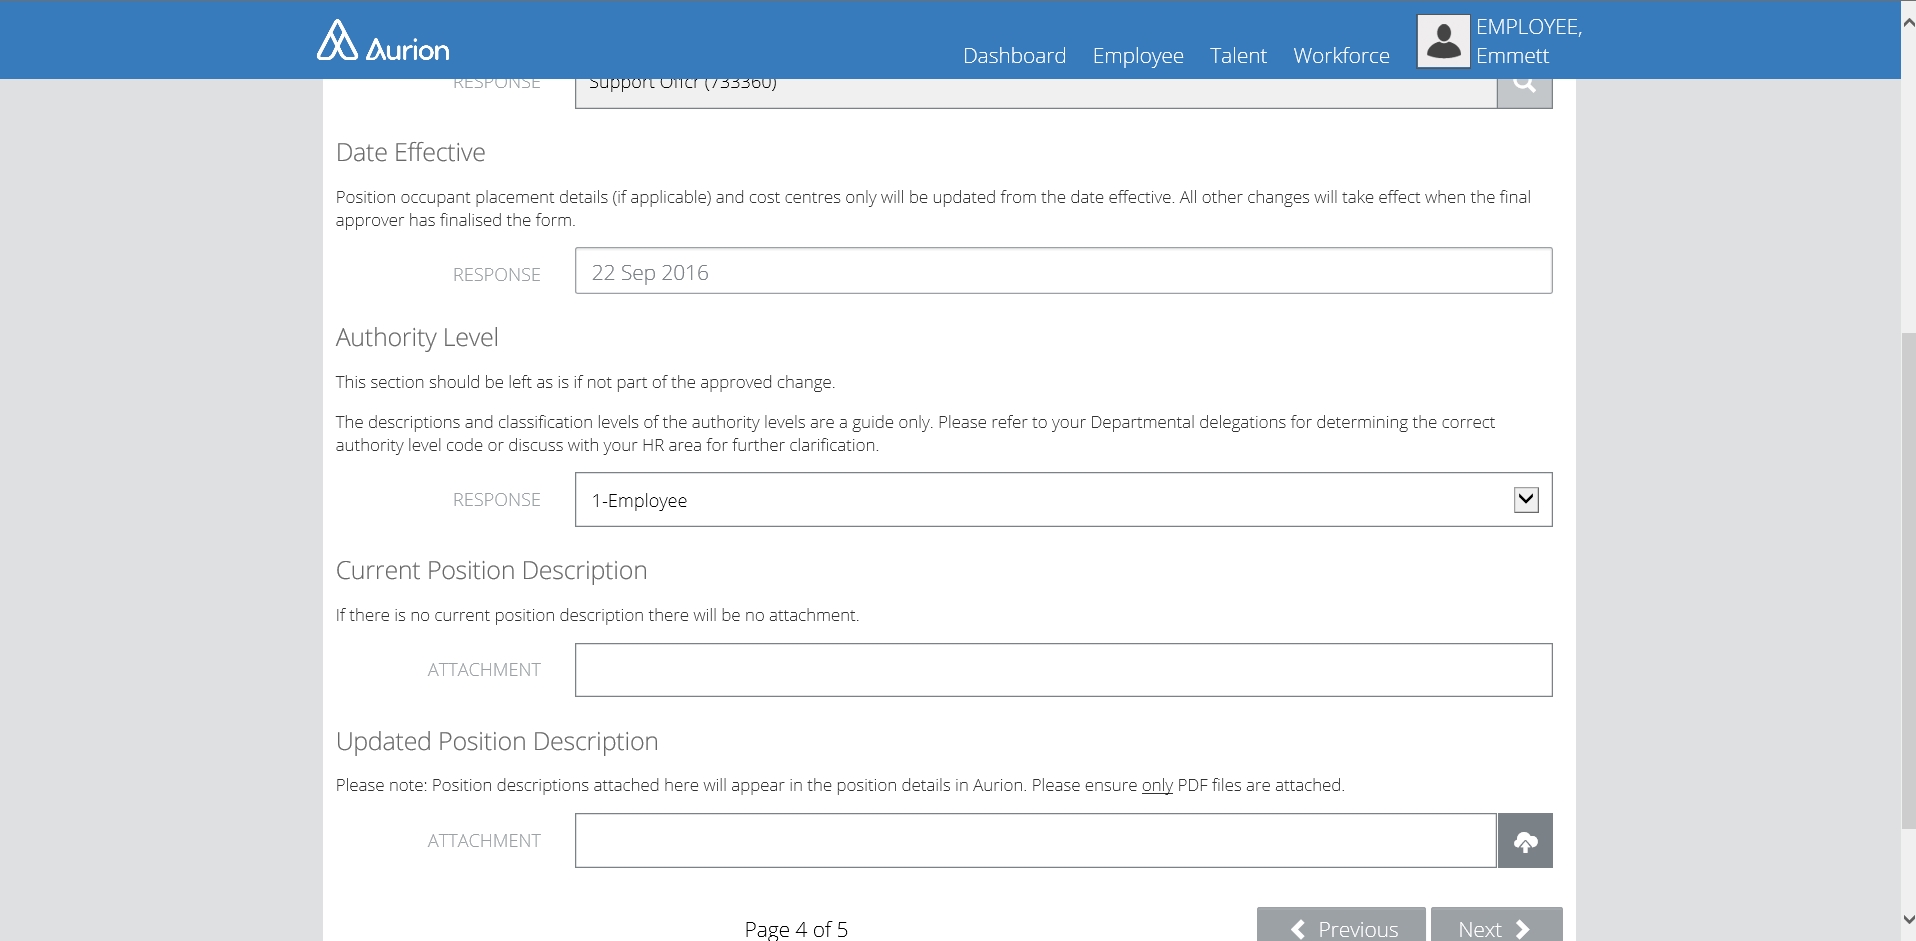 Aurion
Dashboard Employee Talent Workforce
EMPLOYEE,
Emmett
RESPONSE Support Offcr (733360)
Date Effective
Position occupant placement details (if applicable) and cost centres only will be updated from the date effective. All other changes will take effect when the final
approver has finalised the form.
RESPONSE 22 Sep 2016
Authority Level
This section should be left as is if not part of the approved change.
The descriptions and classification levels of the authority levels are a guide only. Please refer to your Departmental delegations for determining the correct
authority level code or discuss with your HR area for further clarification.
RESPONSE 1-Employee
Current Position Description
If there is no current position description there will be no attachment.
ATTACHMENT
Updated Position Description
Please note: Position descriptions attached here will appear in the position details in Aurion. Please ensure only PDF files are attached.
ATTACHMENT
Page 4 of 5 Previous Next